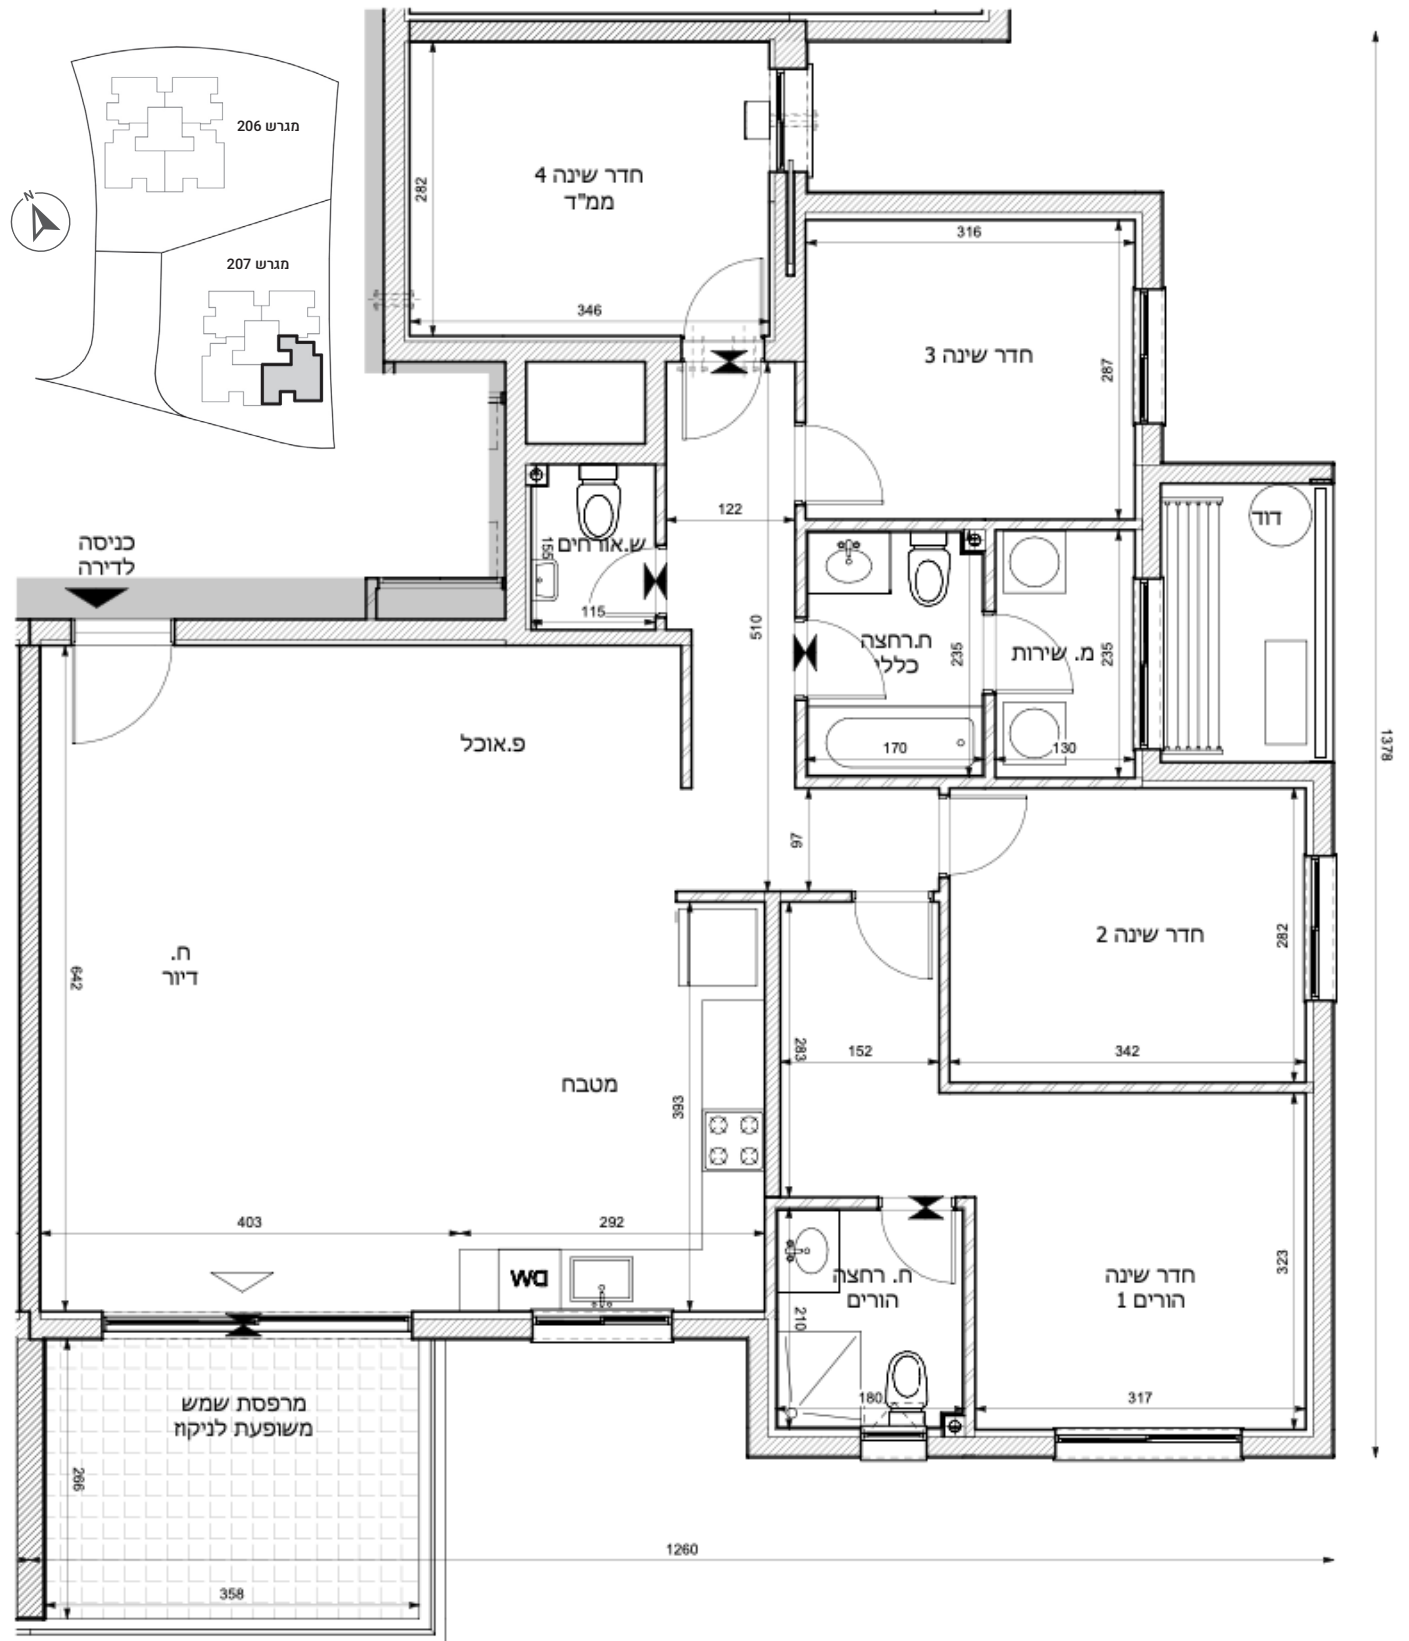 מגרש 206
N
מגרש 207
חדר שינה 4
ממ"ד
282
346
316
חדר שינה 3
287
122
ש.אורחים
155
115
510
כניסה
לדירה
דוד
ח.רחצה
כללי
235
מ. שירות
235
170
130
1378
פ.אוכל
97
ח.
דיור
642
חדר שינה 2
282
342
283
152
מטבח
393
403
292
DW
ח. רחצה
הורים
210
180
חדר שינה
הורים 1
323
317
מרפסת שמש
משופעת לניקוז
266
358
1260